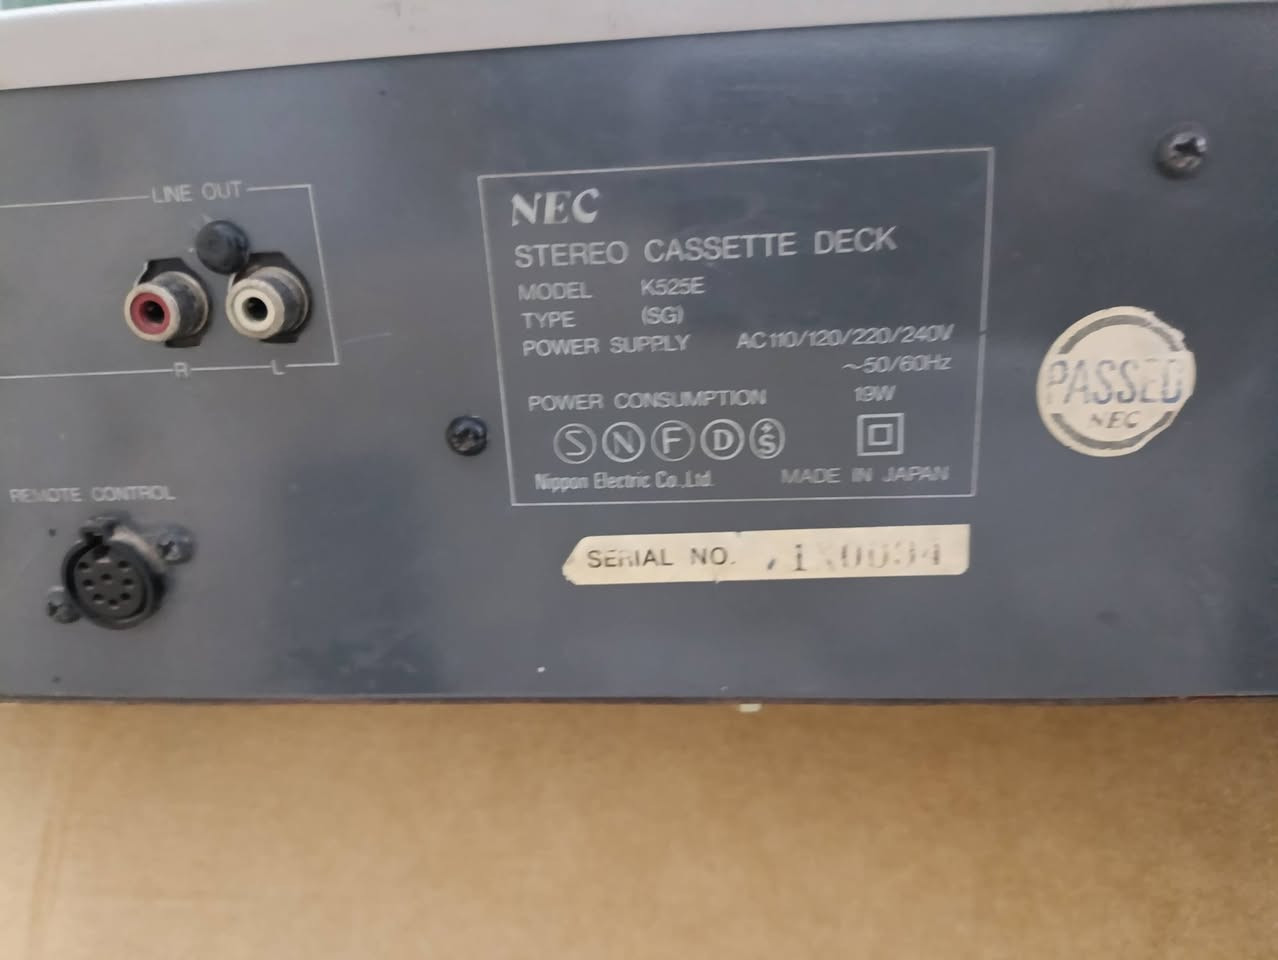 LINE OUT
R L
REMOTE CONTROL
NEC
STEREO CASSETTE DECK
MODEL K525E
TYPE (SG)
POWER SUPPLY AC 110/120/220/240V
~50/60Hz
POWER CONSUMPTION 19W
S N F D S
Nippon Electric Co.,Ltd. MADE IN JAPAN
SERIAL NO.
PASSED
NEC